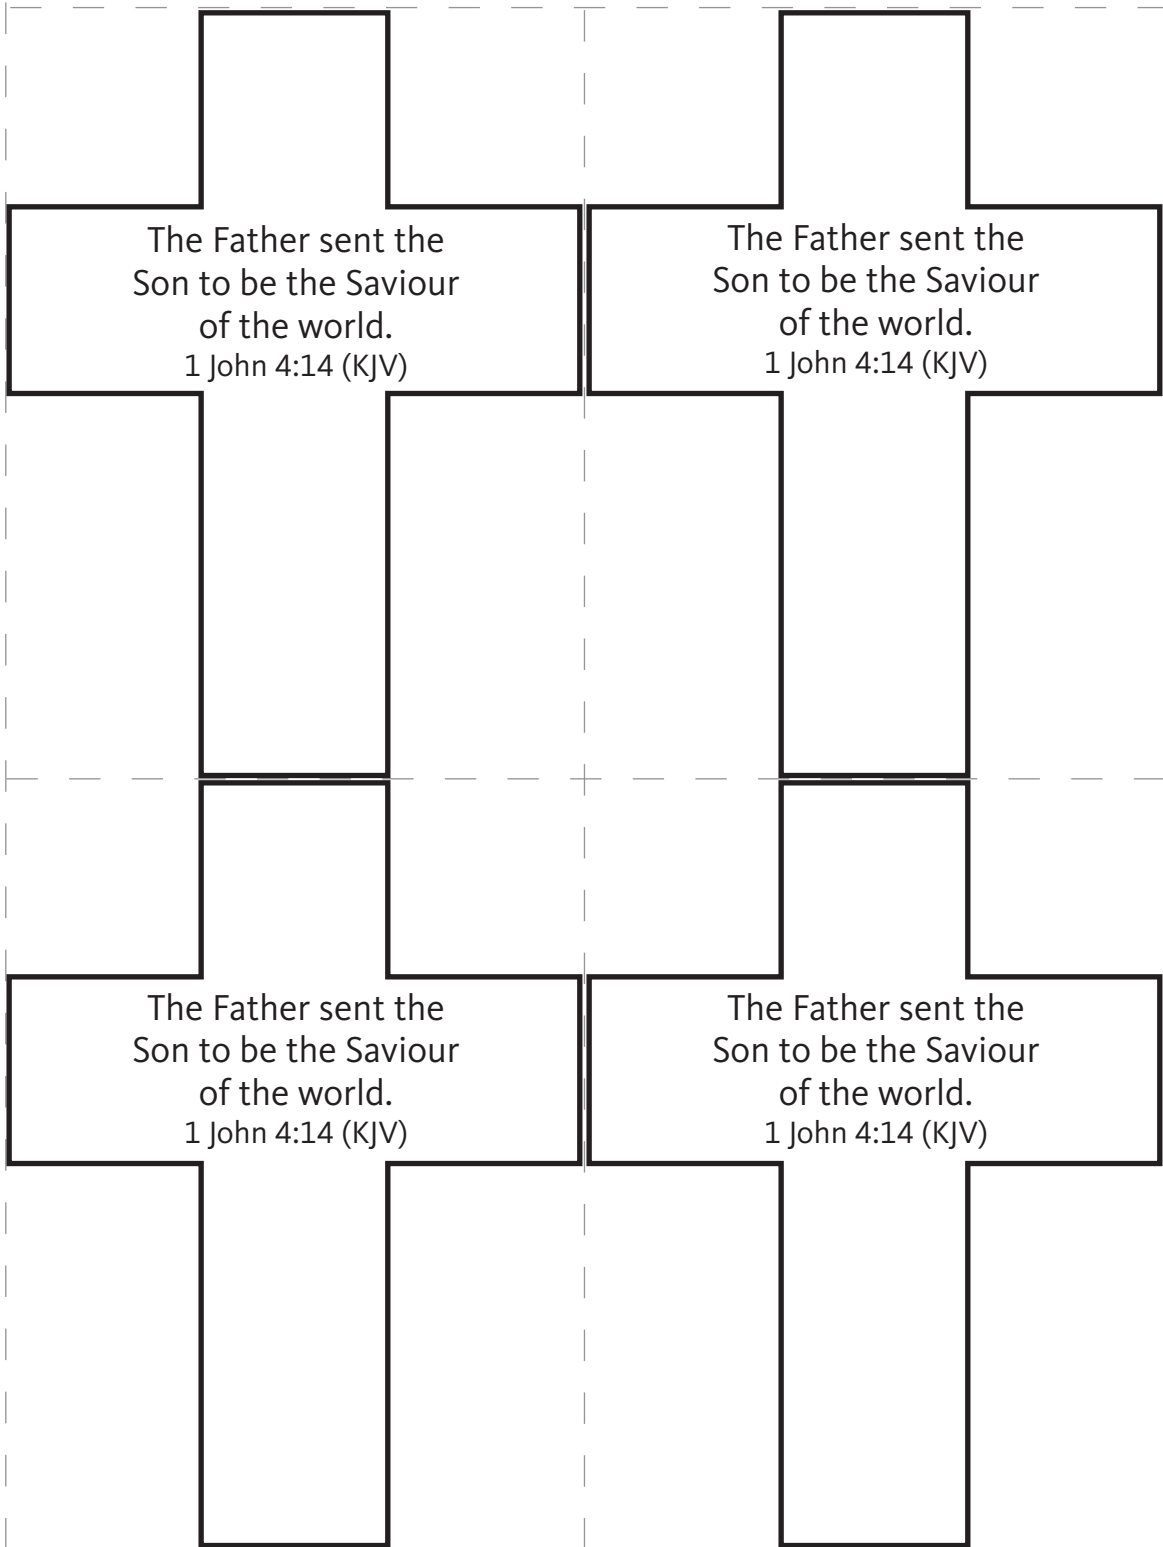 The Father sent the
Son to be the Saviour
of the world.
1 John 4:14 (KJV)
The Father sent the
Son to be the Saviour
of the world.
1 John 4:14 (KJV)
The Father sent the
Son to be the Saviour
of the world.
1 John 4:14 (KJV)
The Father sent the
Son to be the Saviour
of the world.
1 John 4:14 (KJV)